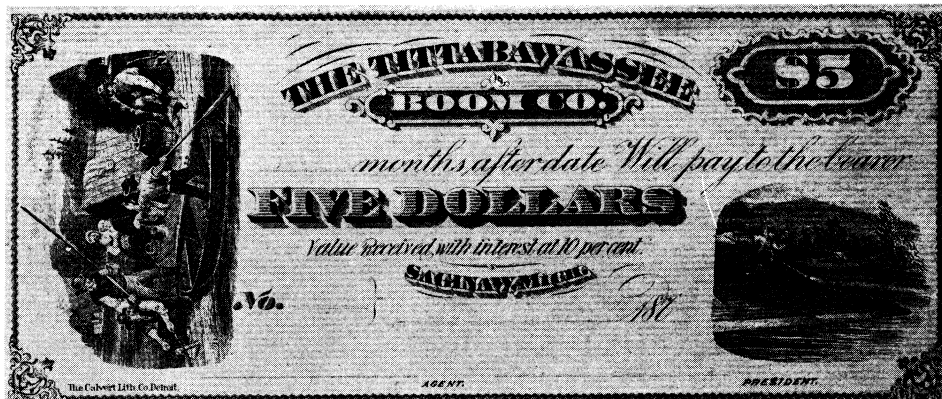 THE TITTABAWASSEE
BOOM CO.
$5
months after date Will pay to the bearer
FIVE DOLLARS
Value Received, with interest at 10 per cent.
SAGINAW, MICH.
No.
187
The Calvert Lith. Co. Detroit.
AGENT.
PRESIDENT.